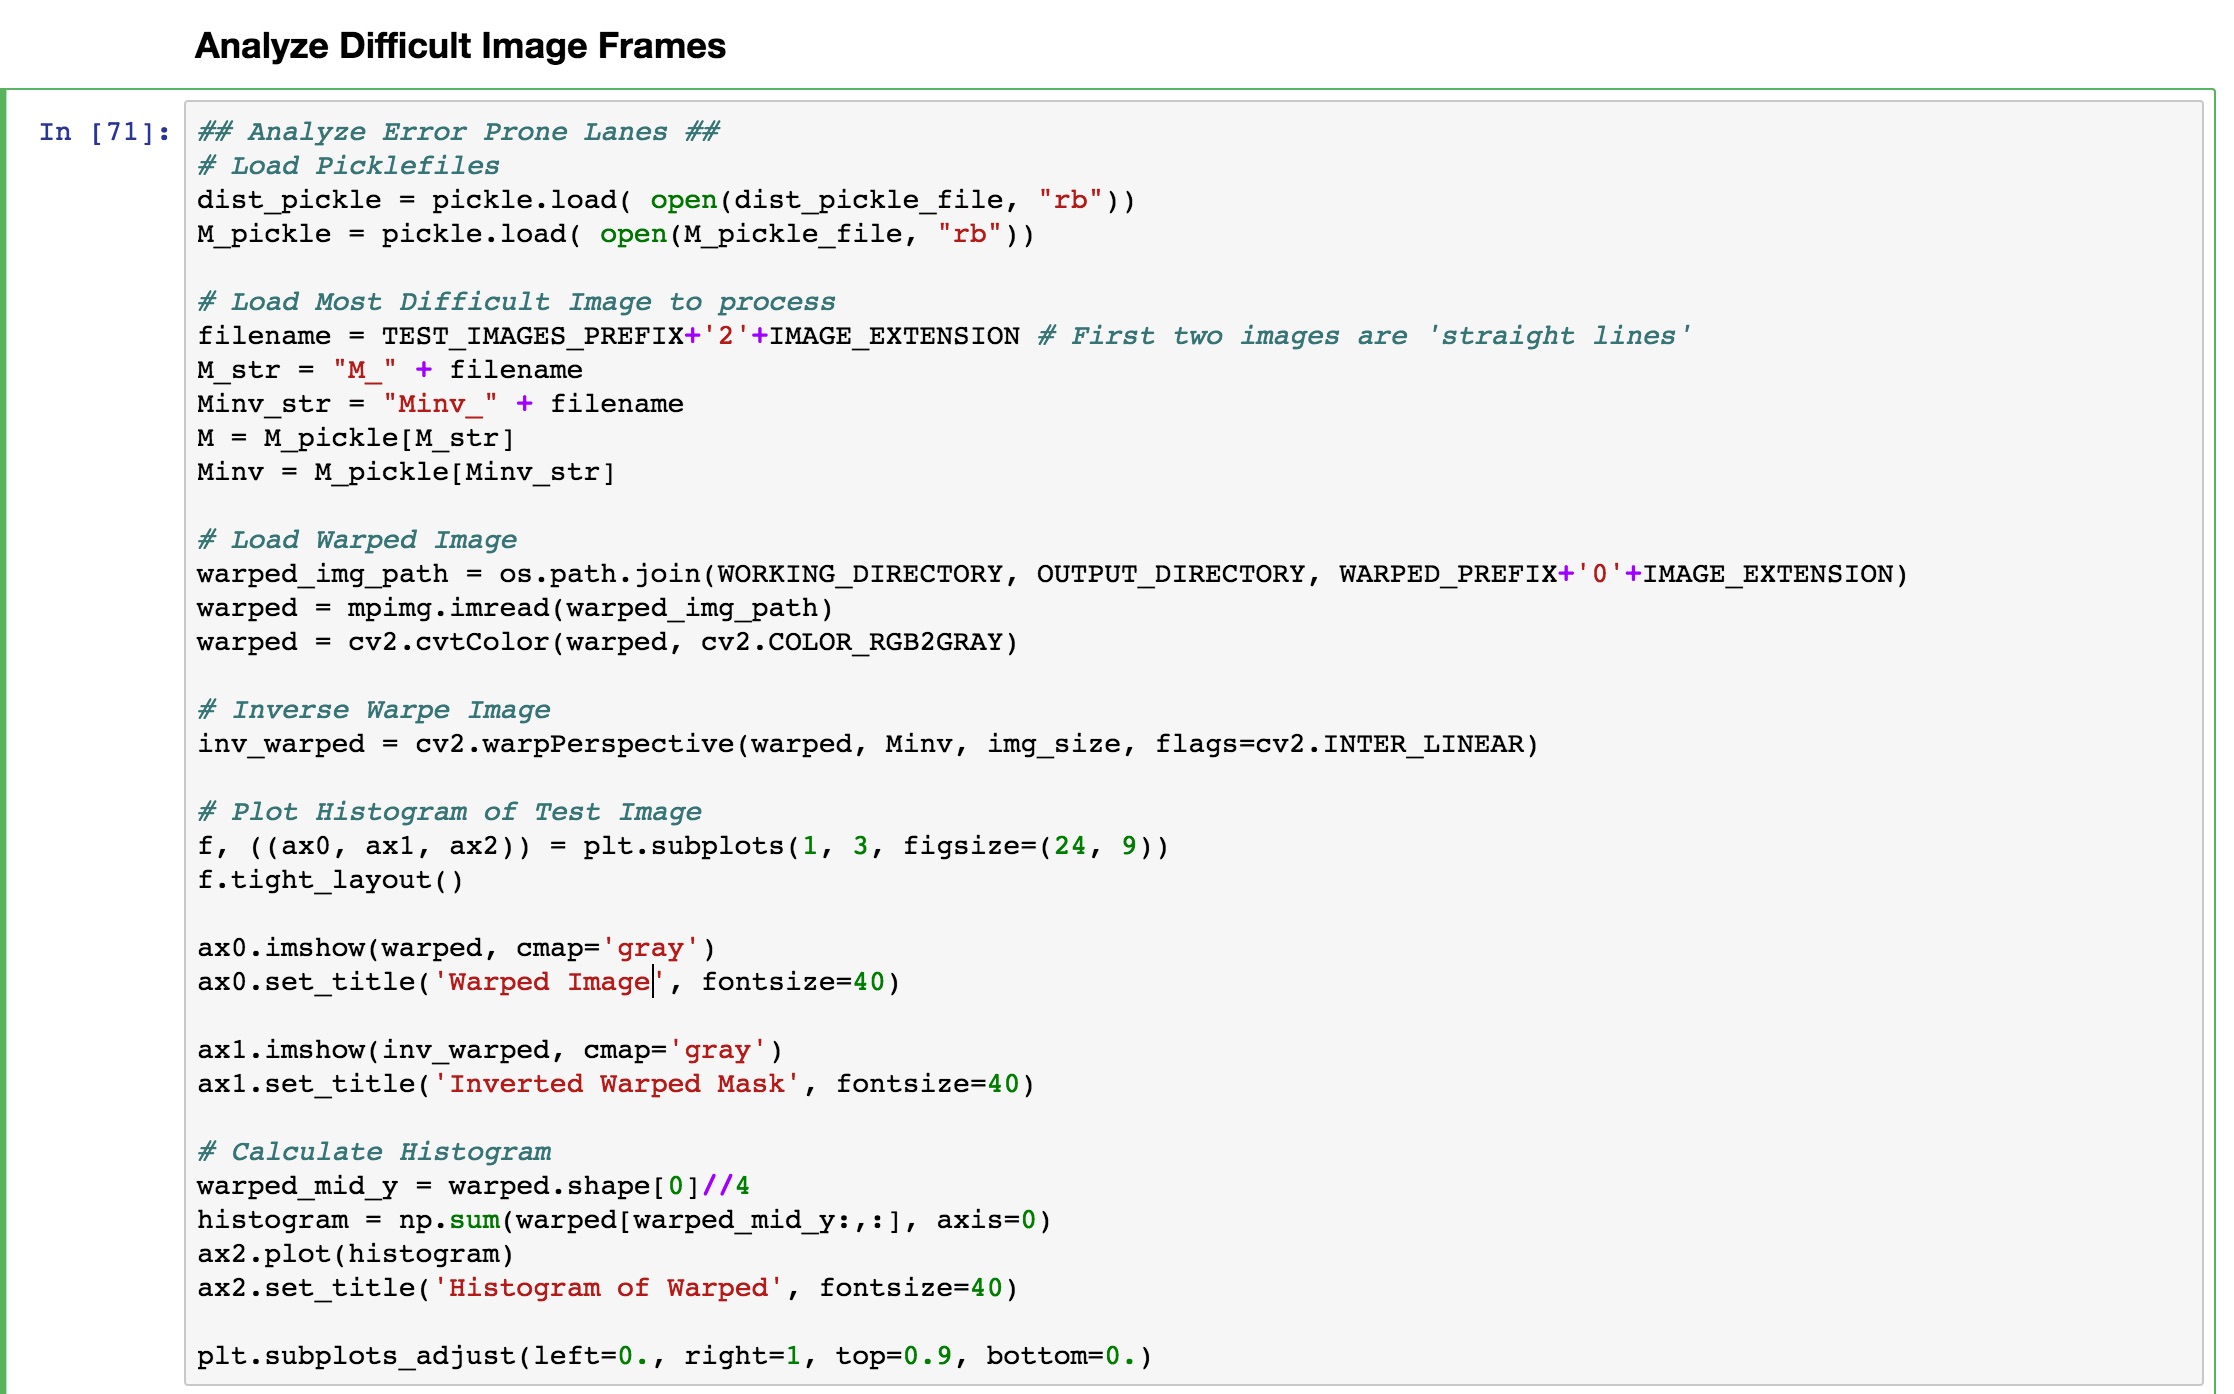 Analyze Difficult Image Frames
In [71]:
## Analyze Error Prone Lanes ##
# Load Picklefiles
dist_pickle = pickle.load( open(dist_pickle_file, "rb"))
M_pickle = pickle.load( open(M_pickle_file, "rb"))

# Load Most Difficult Image to process
filename = TEST_IMAGES_PREFIX+'2'+IMAGE_EXTENSION # First two images are 'straight lines'
M_str = "M_" + filename
Minv_str = "Minv_" + filename
M = M_pickle[M_str]
Minv = M_pickle[Minv_str]

# Load Warped Image
warped_img_path = os.path.join(WORKING_DIRECTORY, OUTPUT_DIRECTORY, WARPED_PREFIX+'0'+IMAGE_EXTENSION)
warped = mpimg.imread(warped_img_path)
warped = cv2.cvtColor(warped, cv2.COLOR_RGB2GRAY)

# Inverse Warpe Image
inv_warped = cv2.warpPerspective(warped, Minv, img_size, flags=cv2.INTER_LINEAR)

# Plot Histogram of Test Image
f, ((ax0, ax1, ax2)) = plt.subplots(1, 3, figsize=(24, 9))
f.tight_layout()

ax0.imshow(warped, cmap='gray')
ax0.set_title('Warped Image', fontsize=40)

ax1.imshow(inv_warped, cmap='gray')
ax1.set_title('Inverted Warped Mask', fontsize=40)

# Calculate Histogram
warped_mid_y = warped.shape[0]//4
histogram = np.sum(warped[warped_mid_y:,:], axis=0)
ax2.plot(histogram)
ax2.set_title('Histogram of Warped', fontsize=40)

plt.subplots_adjust(left=0., right=1, top=0.9, bottom=0.)